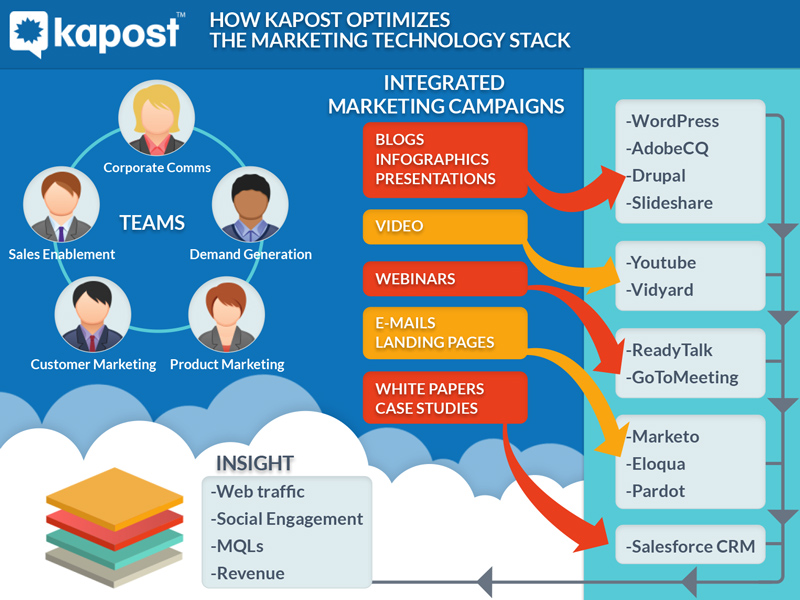 kapost™
HOW KAPOST OPTIMIZES
THE MARKETING TECHNOLOGY STACK
Corporate Comms
TEAMS
Sales Enablement
Demand Generation
Customer Marketing
Product Marketing
INTEGRATED
MARKETING CAMPAIGNS
BLOGS
INFOGRAPHICS
PRESENTATIONS
VIDEO
WEBINARS
E-MAILS
LANDING PAGES
WHITE PAPERS
CASE STUDIES
-WordPress
-AdobeCQ
-Drupal
-Slideshare
-Youtube
-Vidyard
-ReadyTalk
-GoToMeeting
-Marketo
-Eloqua
-Pardot
-Salesforce CRM
INSIGHT
-Web traffic
-Social Engagement
-MQLs
-Revenue